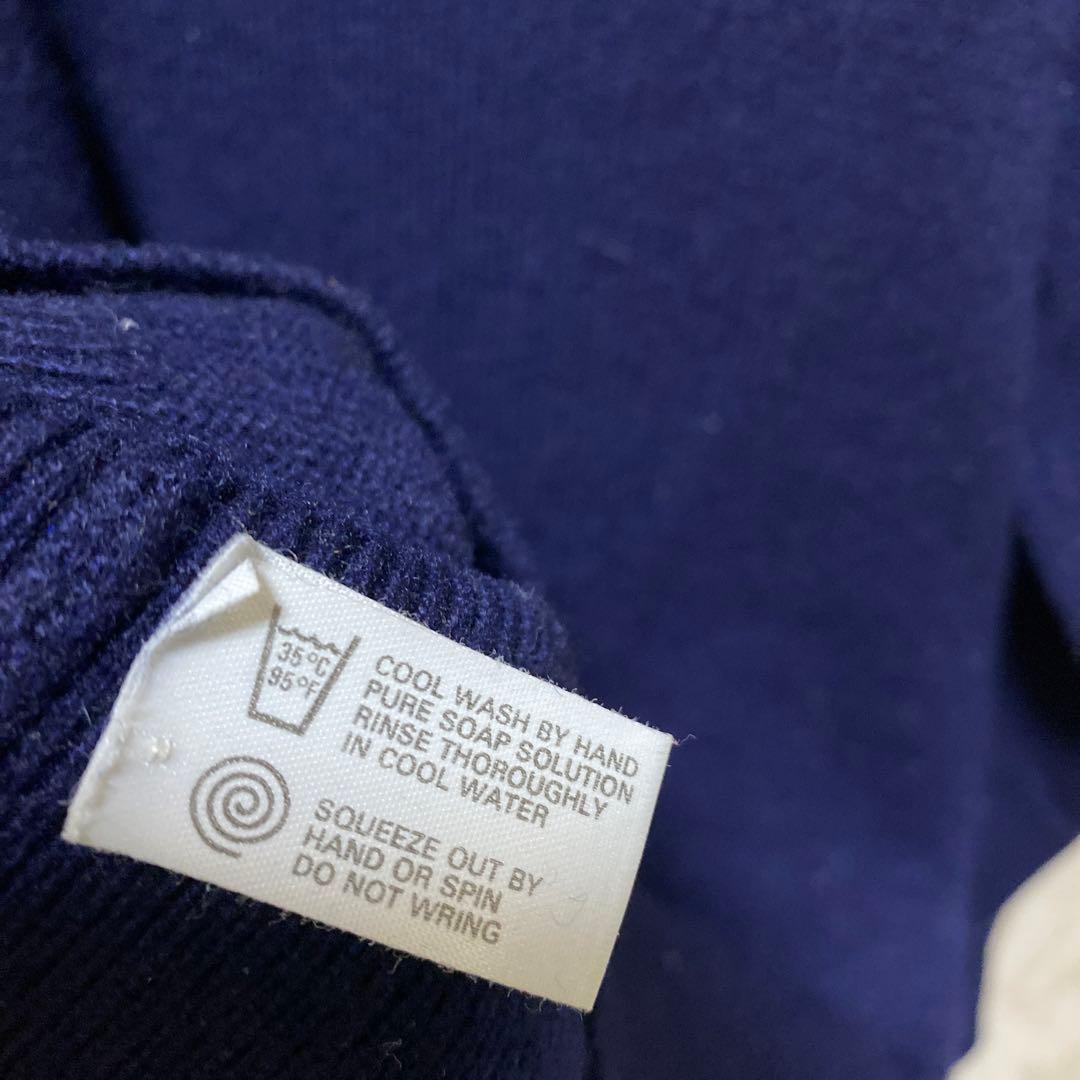 35°C
95°F
COOL WASH BY HAND
PURE SOAP SOLUTION
RINSE THOROUGHLY
IN COOL WATER
SQUEEZE OUT BY
HAND OR SPIN
DO NOT WRING